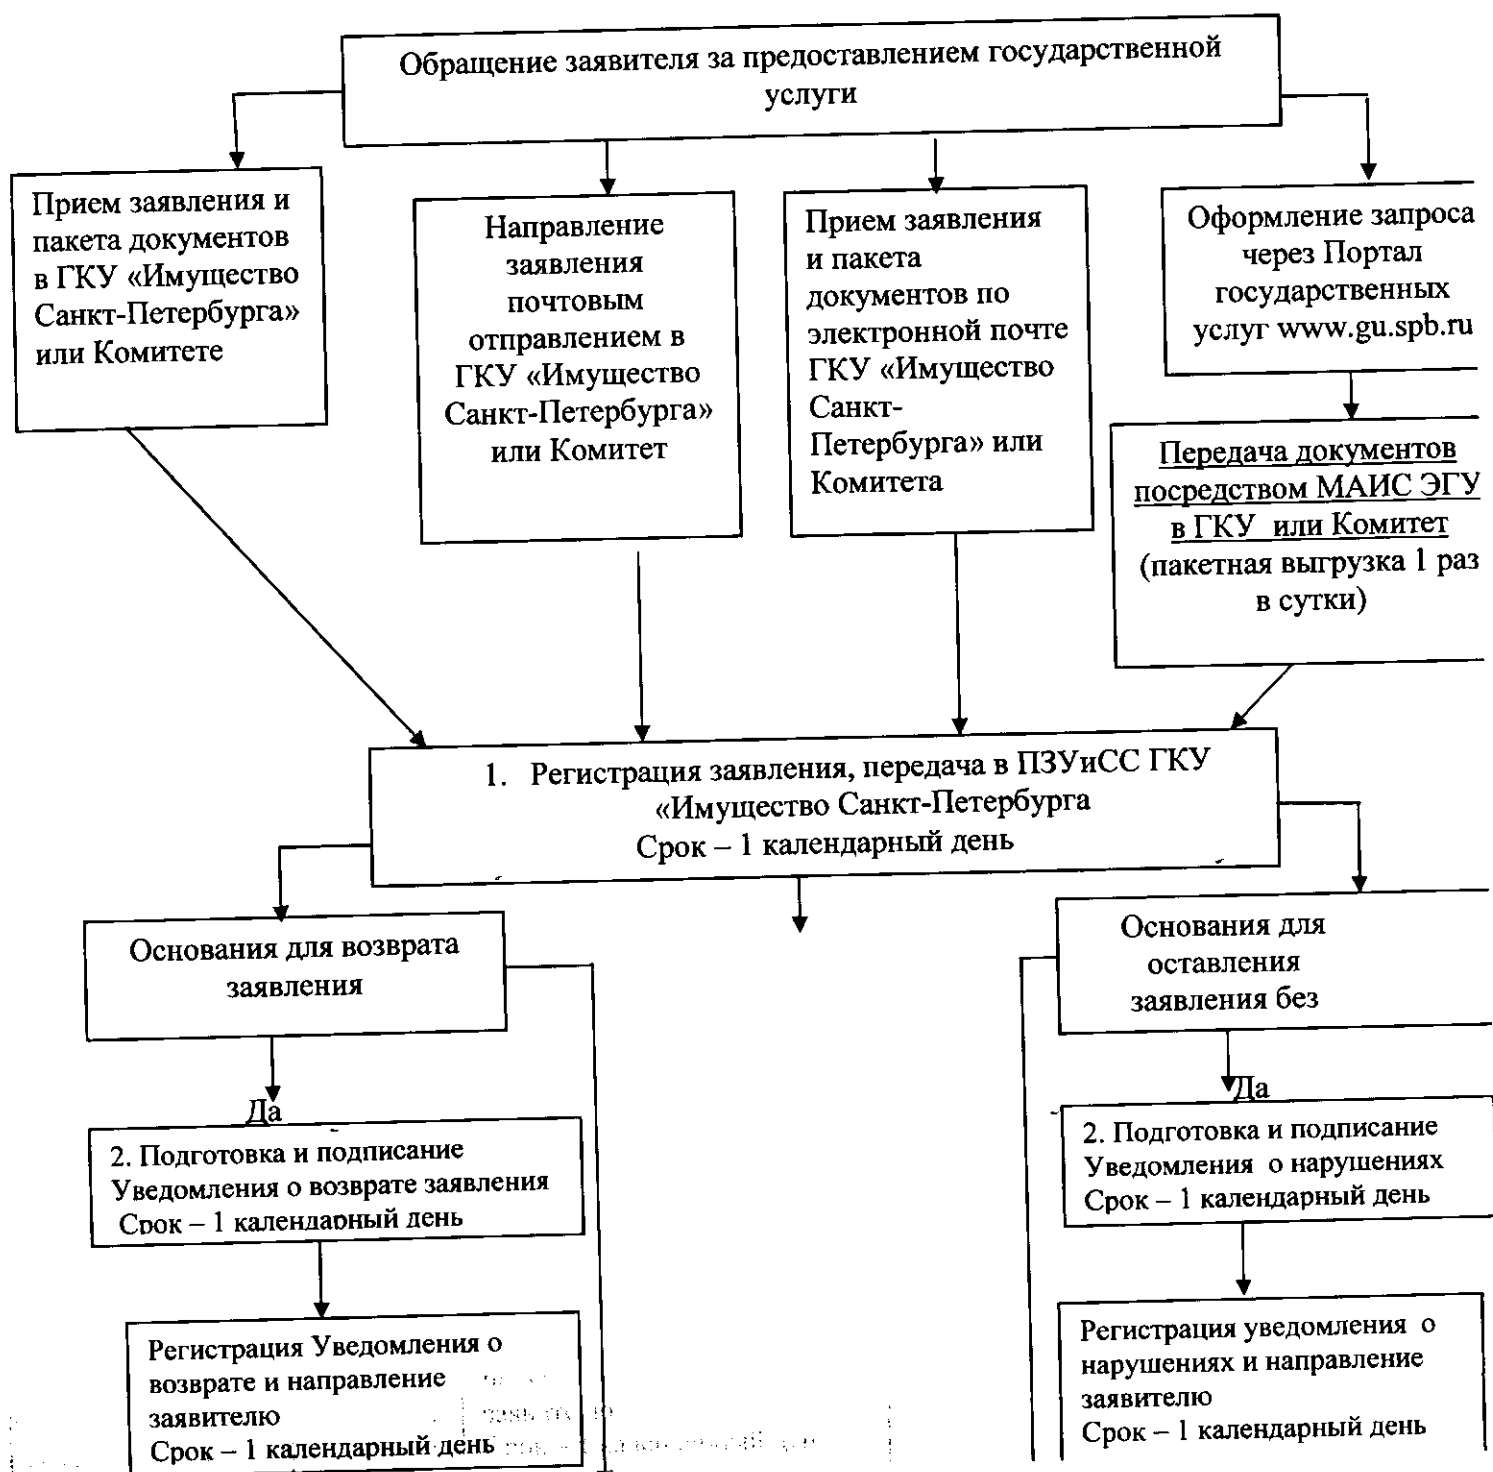 Обращение заявителя за предоставлением государственной
услуги
Прием заявления и
пакета документов
в ГКУ «Имущество
Санкт-Петербурга»
или Комитете
Направление
заявления
почтовым
отправлением в
ГКУ «Имущество
Санкт-Петербурга»
или Комитет
Прием заявления
и пакета
документов по
электронной почте
ГКУ «Имущество
Санкт-
Петербурга» или
Комитета
Оформление запроса
через Портал
государственных
услуг www.gu.spb.ru
Передача документов
посредством МАИС ЭГУ
в ГКУ или Комитет
(пакетная выгрузка 1 раз
в сутки)
1. Регистрация заявления, передача в ПЗУиСС ГКУ
«Имущество Санкт-Петербурга
Срок – 1 календарный день
Основания для возврата
заявления
Основания для
оставления
заявления без
Да
2. Подготовка и подписание
Уведомления о возврате заявления
Срок – 1 календарный день
Да
2. Подготовка и подписание
Уведомления о нарушениях
Срок – 1 календарный день
Регистрация Уведомления о
возврате и направление
заявителю
Срок – 1 календарный день
Регистрация уведомления о
нарушениях и направление
заявителю
Срок – 1 календарный день